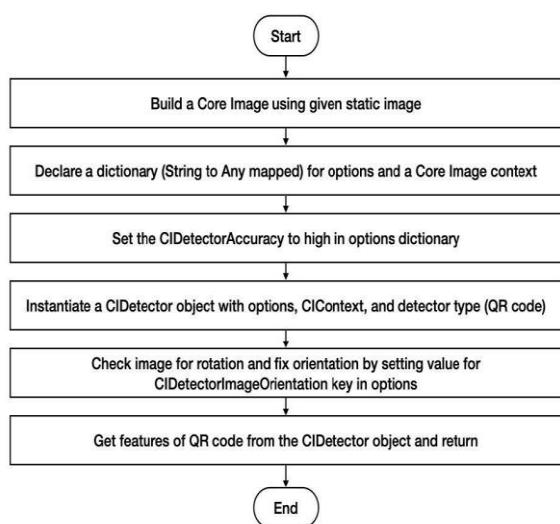 Start
Build a Core Image using given static image
Declare a dictionary (String to Any mapped) for options and a Core Image context
Set the CIDetectorAccuracy to high in options dictionary
Instantiate a CIDetector object with options, CIContext, and detector type (QR code)
Check image for rotation and fix orientation by setting value for
CIDetectorImageOrientation key in options
Get features of QR code from the CIDetector object and return
End